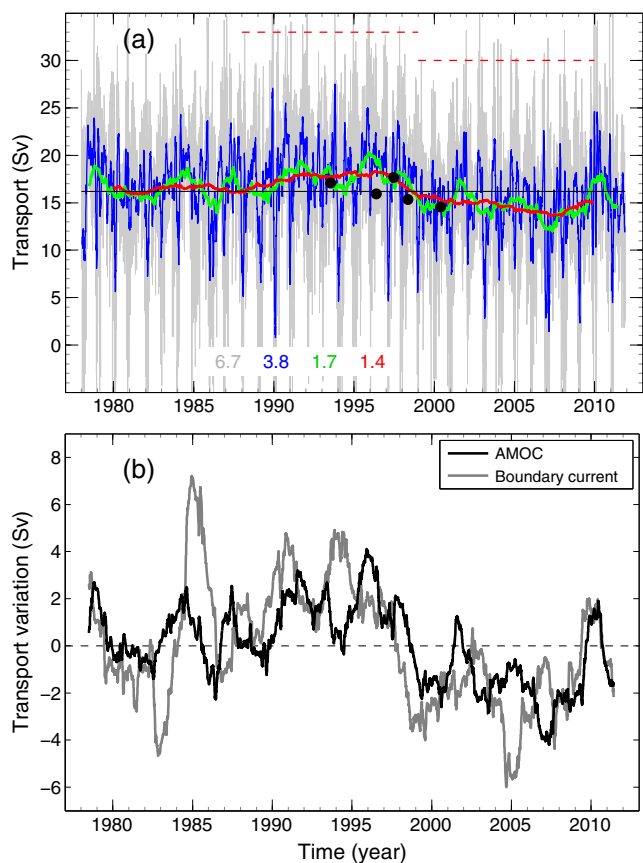 (a)
Transport (Sv)
30
25
20
15
10
5
0
6.7 3.8 1.7 1.4
1980 1985 1990 1995 2000 2005 2010
(b)
AMOC
Boundary current
Transport variation (Sv)
8
6
4
2
0
−2
−4
−6
1980 1985 1990 1995 2000 2005 2010
Time (year)